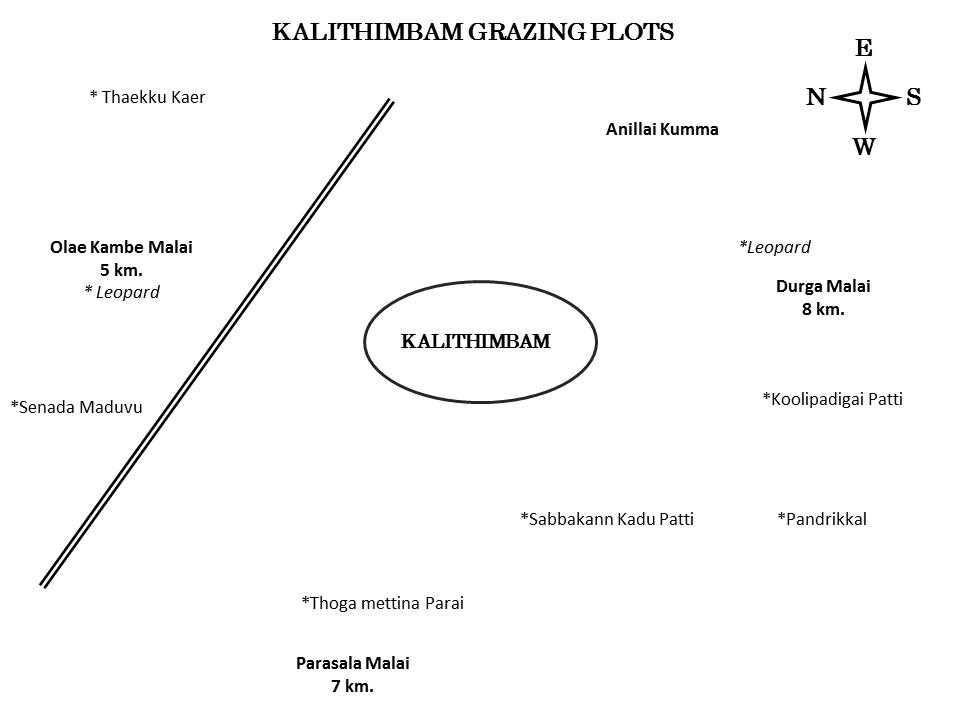 KALITHIMBAM GRAZING PLOTS
E
N S
W
* Thaekku Kaer
Anillai Kumma
Olae Kambe Malai
5 km.
* Leopard
*Leopard
Durga Malai
8 km.
KALITHIMBAM
*Senada Maduvu
*Koolipadigai Patti
*Sabbakann Kadu Patti
*Pandrikkal
*Thoga mettina Parai
Parasala Malai
7 km.